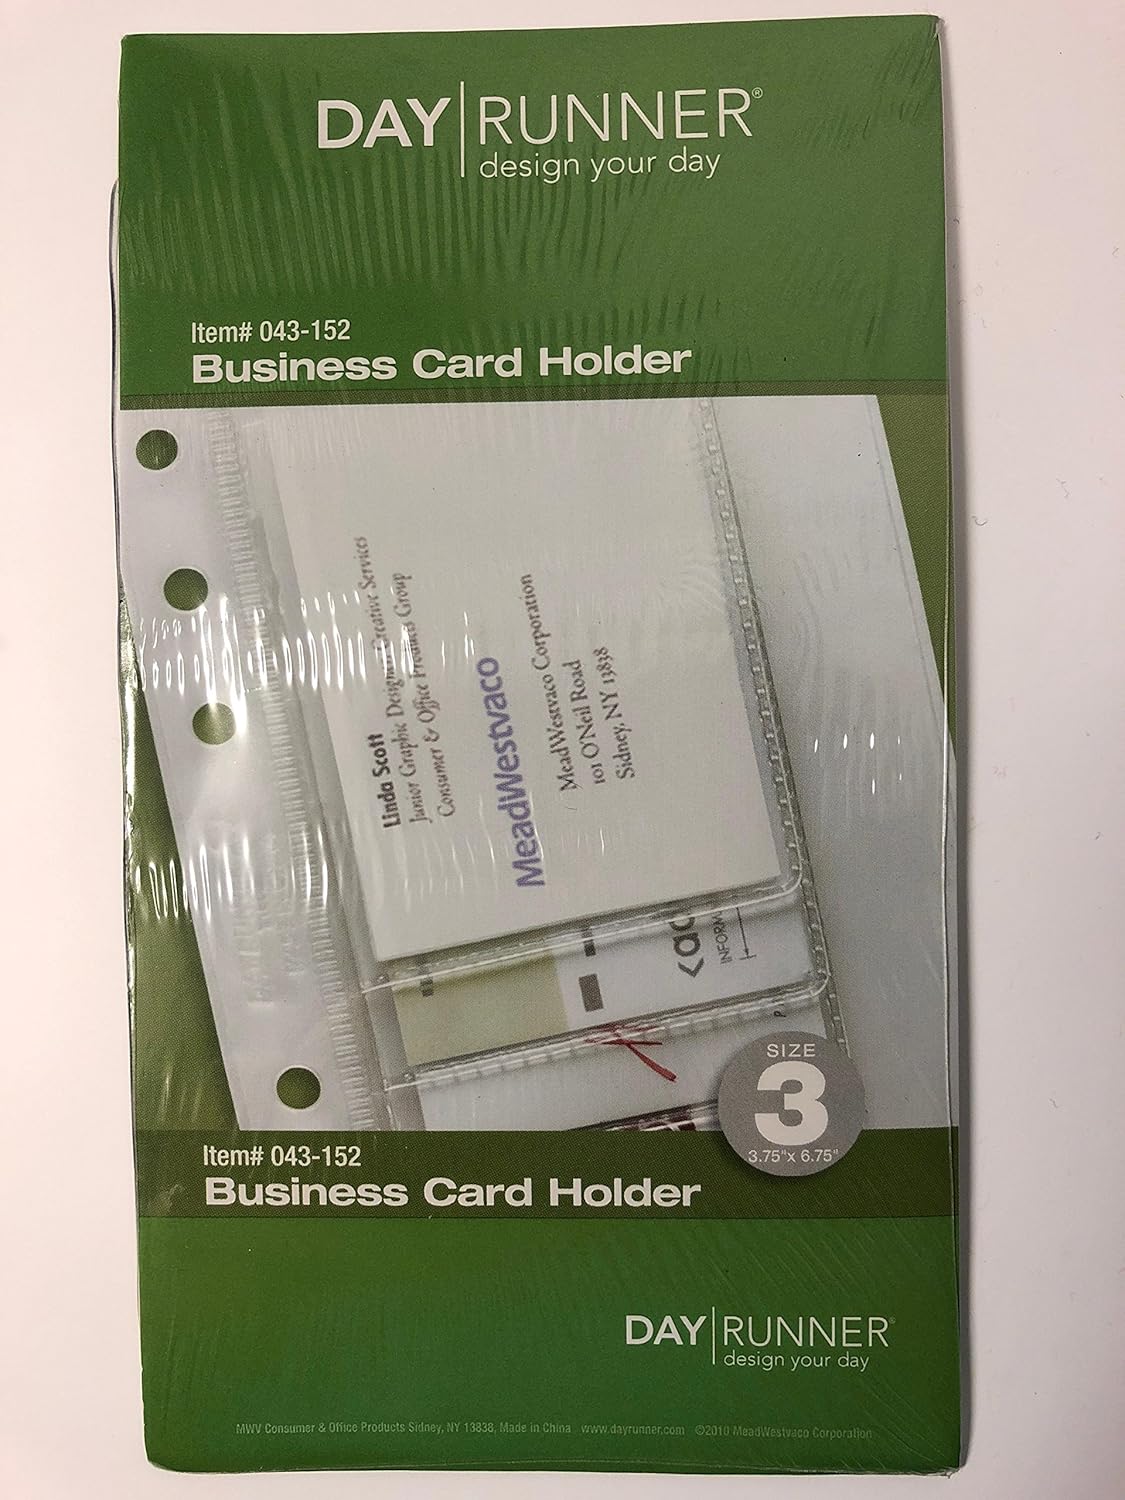 DAY RUNNER®
design your day
Item# 043-152
Business Card Holder
Linda Scott
Junior Graphic Designer Creative Services
Consumer & Office Products Group
MeadWestvaco
MeadWestvaco Corporation
101 O'Neil Road
Sidney, NY 13838
INFORM
SIZE
3
3.75" x 6.75"
Item# 043-152
Business Card Holder
DAY RUNNER®
design your day
MWV Consumer & Office Products Sidney, NY 13838, Made in China www.dayrunner.com ©2010 MeadWestvaco Corporation